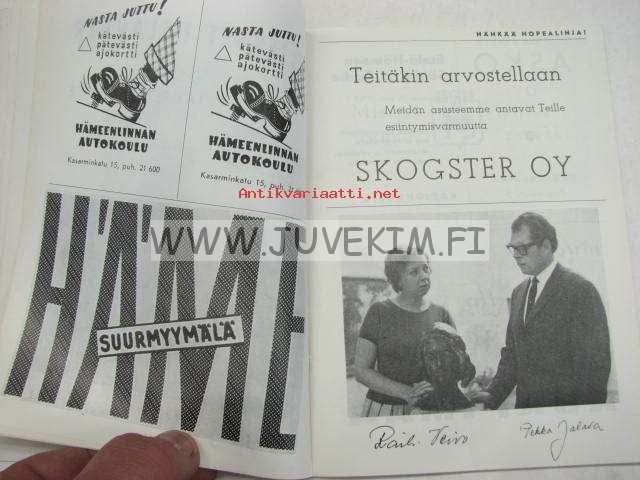 NASTA JUTTU!
kätevästi
pätevästi
ajokortti
HÄMEENLINNAN
AUTOKOULU
Kasarminkatu 15, puh. 21 600
NASTA JUTTU!
kätevästi
pätevästi
ajokortti
HÄMEENLINNAN
AUTOKOULU
Kasarminkatu 15, puh. 21
HÄME
SUURMYYMÄLÄ
HÄHKÄÄ HOPEALINJA!
Teitäkin arvostellaan
Meidän asusteemme antavat Teille
esiintymisvarmuutta
SKOGSTER OY
Antikvariaatti.net
WWW.JUVEKIM.FI
Pekka Jalava